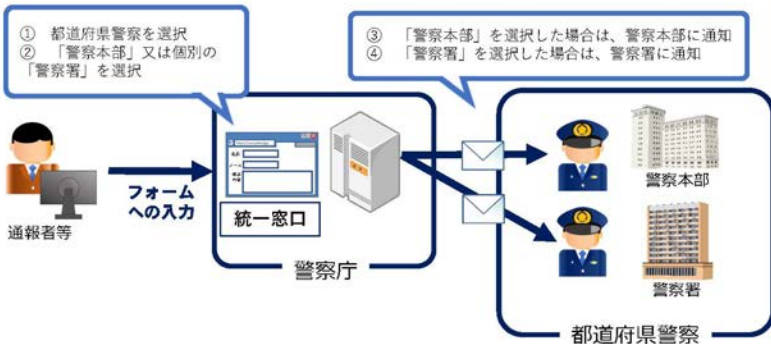 ① 都道府県警察を選択
② 「警察本部」又は個別の
「警察署」を選択
③ 「警察本部」を選択した場合は、警察本部に通知
④ 「警察署」を選択した場合は、警察署に通知
通報者等
フォーム
への入力
統一窓口
警察庁
警察本部
警察署
都道府県警察